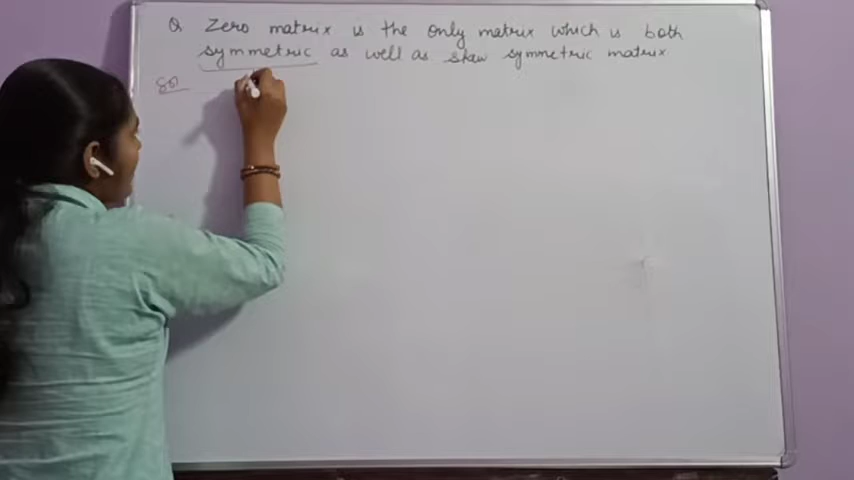 Q Zero matrix is the only matrix which is both
symmetric as well as skew symmetric matrix
Sol